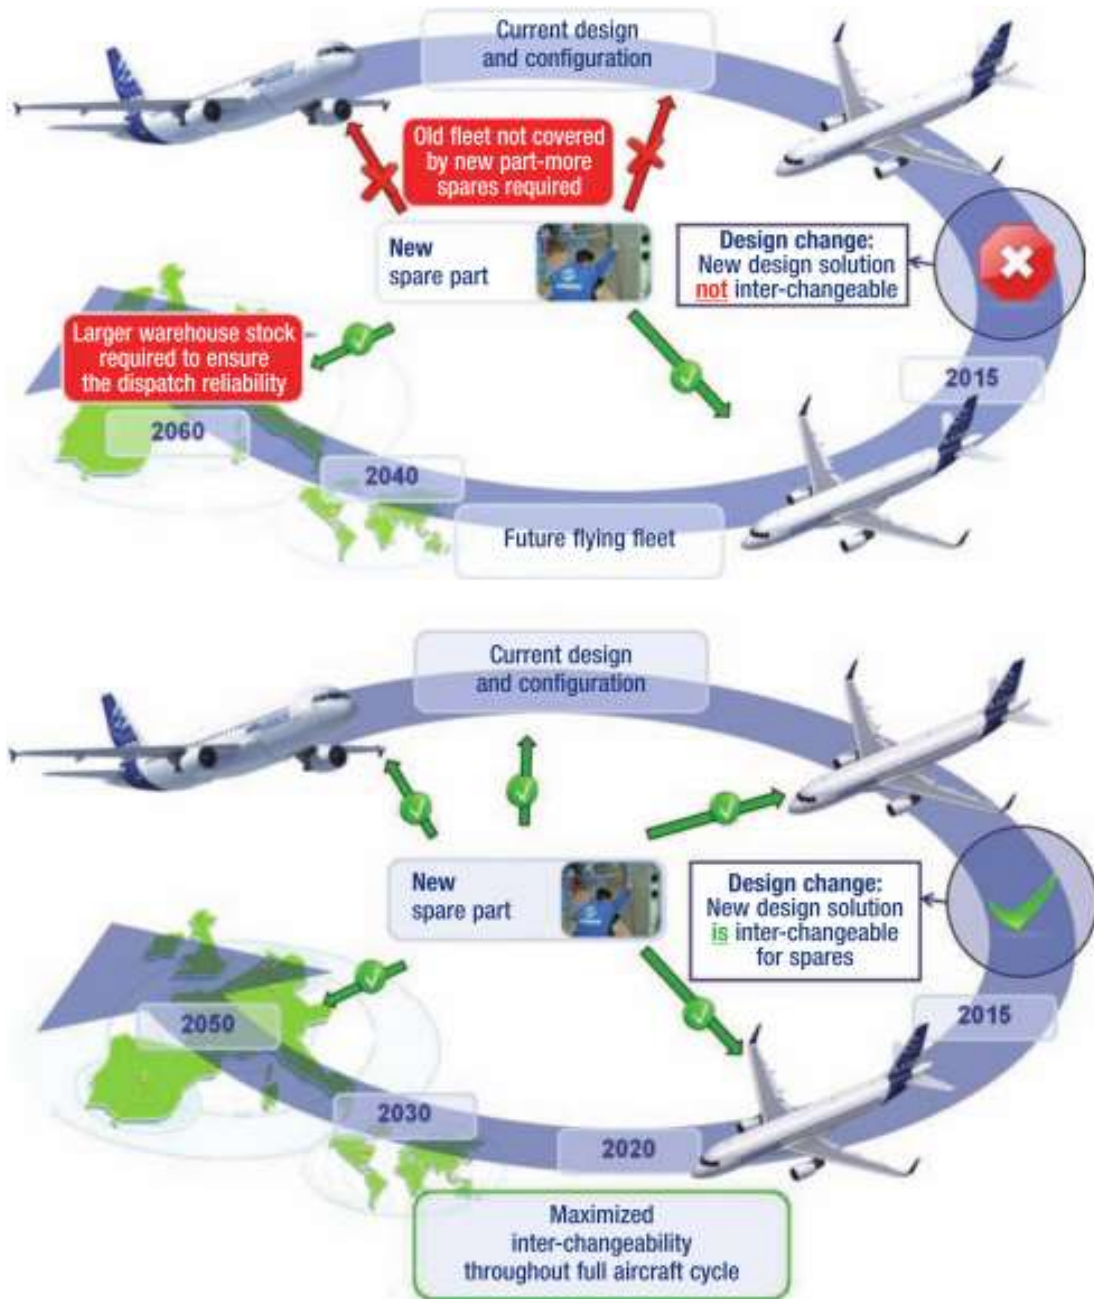 Current design
and configuration
Old fleet not covered
by new part-more
spares required
New
spare part
Design change:
New design solution
not inter-changeable
Larger warehouse stock
required to ensure
the dispatch reliability
2015
2060
2040
Future flying fleet
Current design
and configuration
New
spare part
Design change:
New design solution
is inter-changeable
for spares
2050
2015
2030
2020
Maximized
inter-changeability
throughout full aircraft cycle